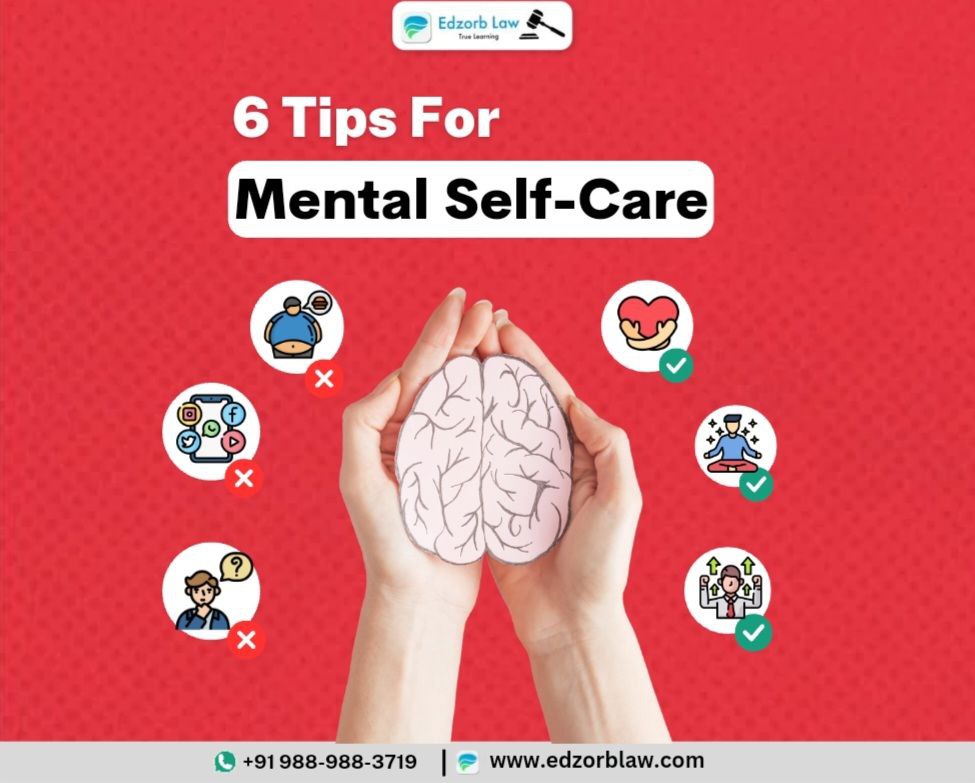 Edzorb Law
True Learning
6 Tips For
Mental Self-Care
?
+91 988-988-3719 | www.edzorblaw.com